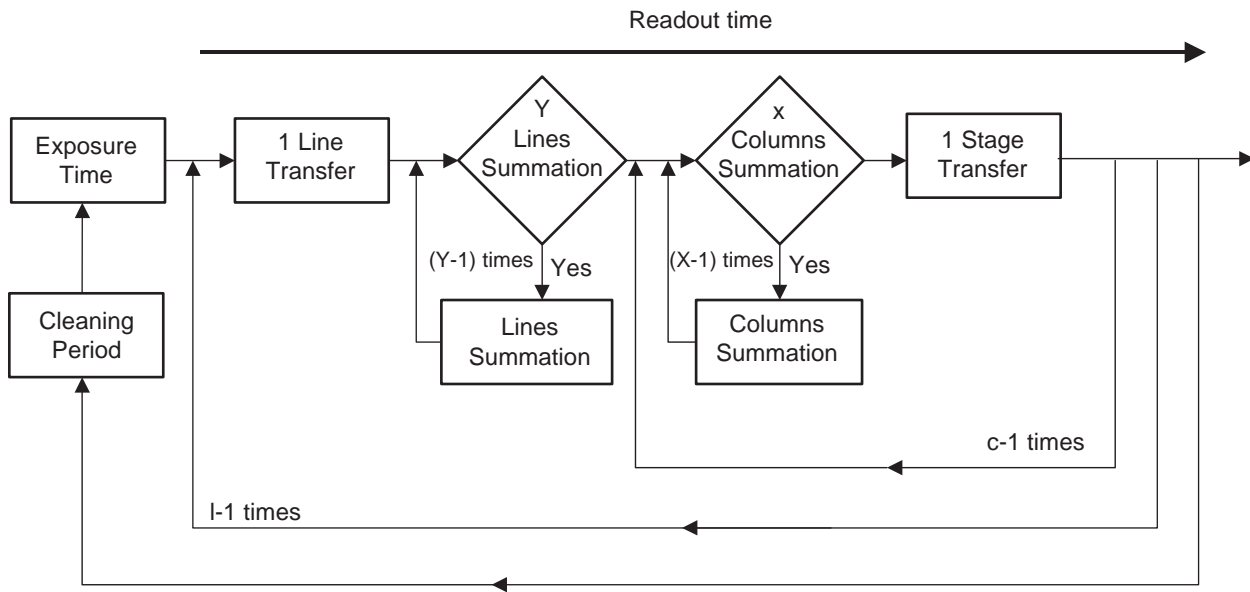 Readout time
Exposure
Time
1 Line
Transfer
Y
Lines
Summation
x
Columns
Summation
1 Stage
Transfer
(Y-1) times
Yes
(X-1) times
Yes
Cleaning
Period
Lines
Summation
Columns
Summation
c-1 times
l-1 times